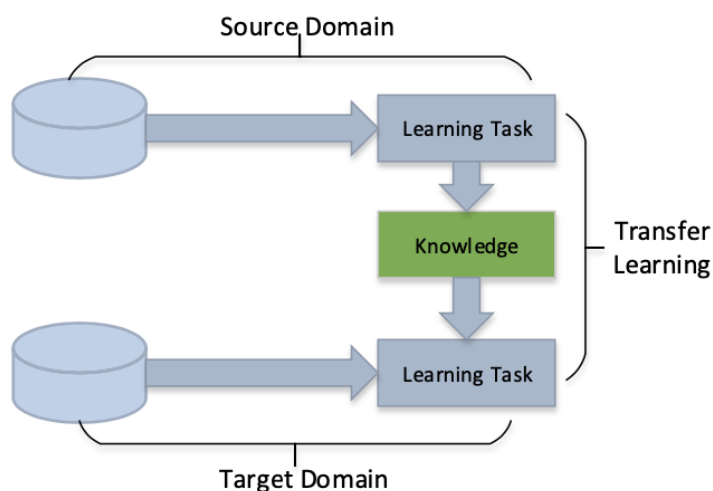 Source Domain
Learning Task
Knowledge
Transfer
Learning
Learning Task
Target Domain